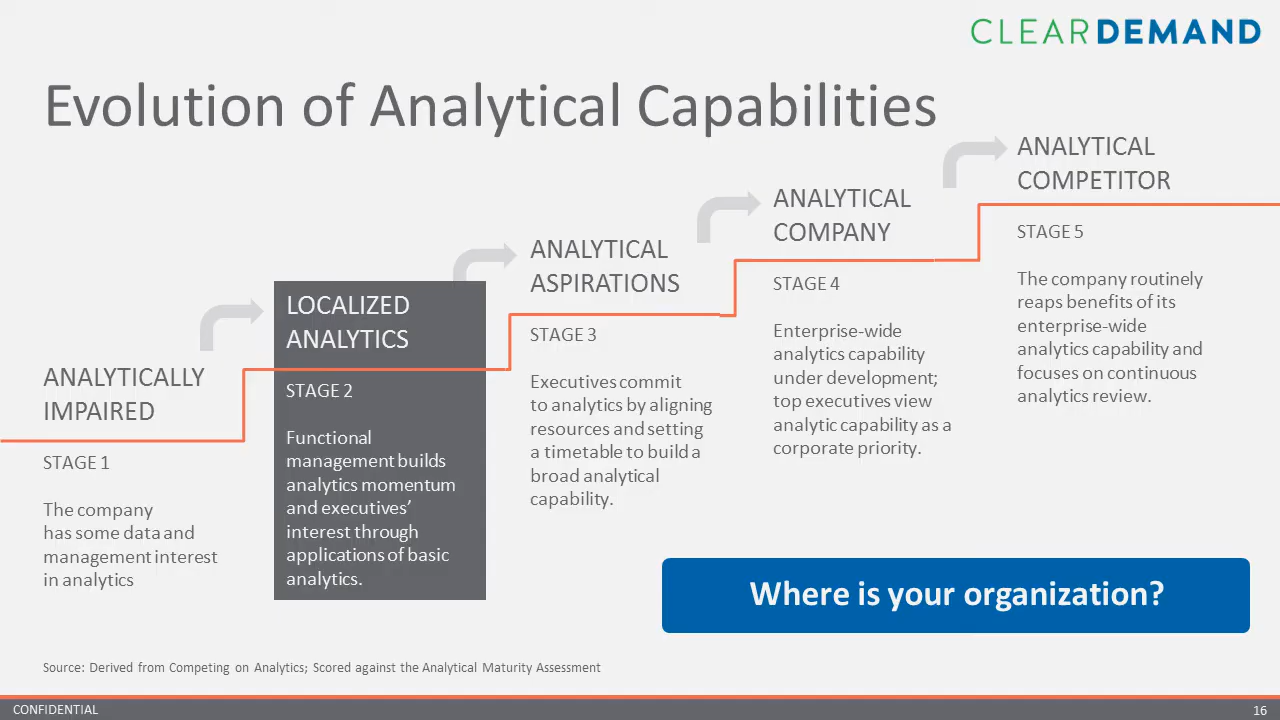 CLEARDEMAND
Evolution of Analytical Capabilities
ANALYTICALLY
IMPAIRED
STAGE 1
The company
has some data and
management interest
in analytics
LOCALIZED
ANALYTICS
STAGE 2
Functional
management builds
analytics momentum
and executives’
interest through
applications of basic
analytics.
ANALYTICAL
ASPIRATIONS
STAGE 3
Executives commit
to analytics by aligning
resources and setting
a timetable to build a
broad analytical
capability.
ANALYTICAL
COMPANY
STAGE 4
Enterprise-wide
analytics capability
under development;
top executives view
analytic capability as a
corporate priority.
ANALYTICAL
COMPETITOR
STAGE 5
The company routinely
reaps benefits of its
enterprise-wide
analytics capability and
focuses on continuous
analytics review.
Where is your organization?
Source: Derived from Competing on Analytics; Scored against the Analytical Maturity Assessment
CONFIDENTIAL
16